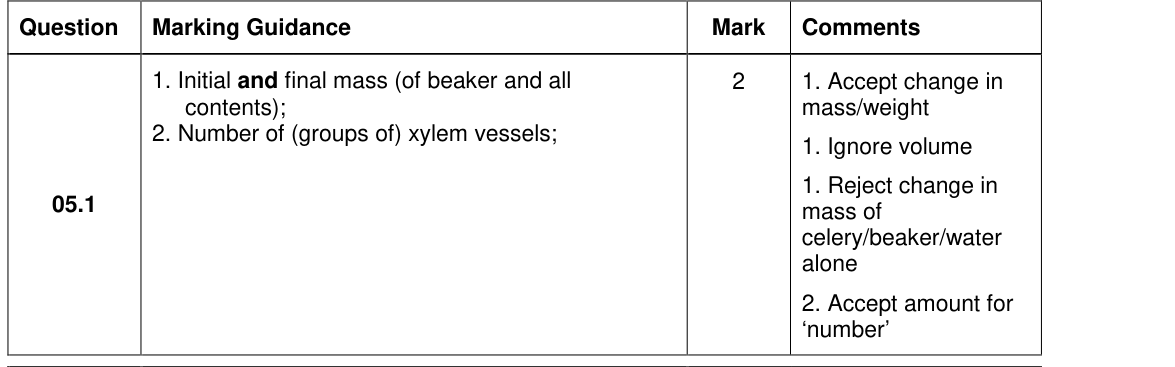 Question Marking Guidance Mark Comments
05.1
1. Initial and final mass (of beaker and all
contents);
2. Number of (groups of) xylem vessels;
2
1. Accept change in
mass/weight
1. Ignore volume
1. Reject change in
mass of
celery/beaker/water
alone
2. Accept amount for
‘number’